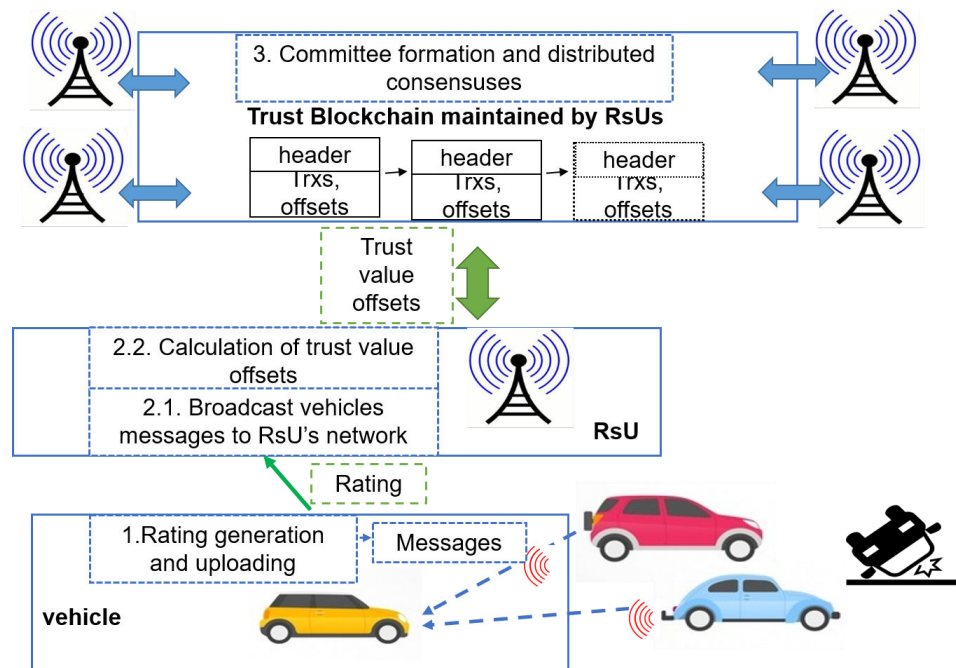 3. Committee formation and distributed
consensuses
Trust Blockchain maintained by RsUs
header
Trxs,
offsets
header
Trxs,
offsets
header
Trxs,
offsets
Trust
value
offsets
2.2. Calculation of trust value
offsets
2.1. Broadcast vehicles
messages to RsU's network
RsU
Rating
1.Rating generation
and uploading
Messages
vehicle